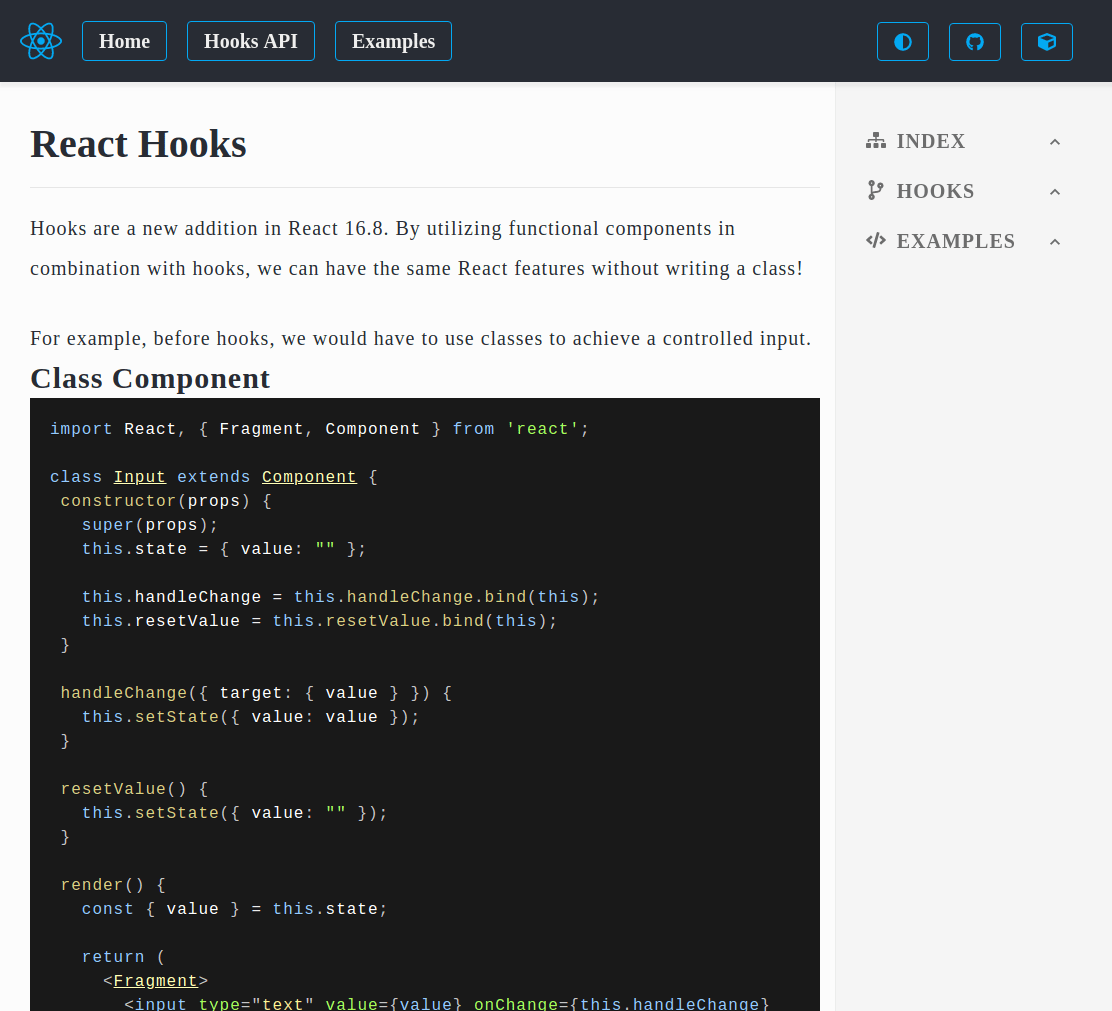 Home Hooks API Examples
React Hooks
Hooks are a new addition in React 16.8. By utilizing functional components in
combination with hooks, we can have the same React features without writing a class!
For example, before hooks, we would have to use classes to achieve a controlled input.
Class Component
import React, { Fragment, Component } from 'react';
class Input extends Component {
constructor(props) {
super(props);
this.state = { value: "" };
this.handleChange = this.handleChange.bind(this);
this.resetValue = this.resetValue.bind(this);
}
handleChange({ target: { value } }) {
this.setState({ value: value });
}
resetValue() {
this.setState({ value: "" });
}
render() {
const { value } = this.state;
return (
<Fragment>
<input type="text" value={value} onChange={this.handleChange}
INDEX
HOOKS
EXAMPLES